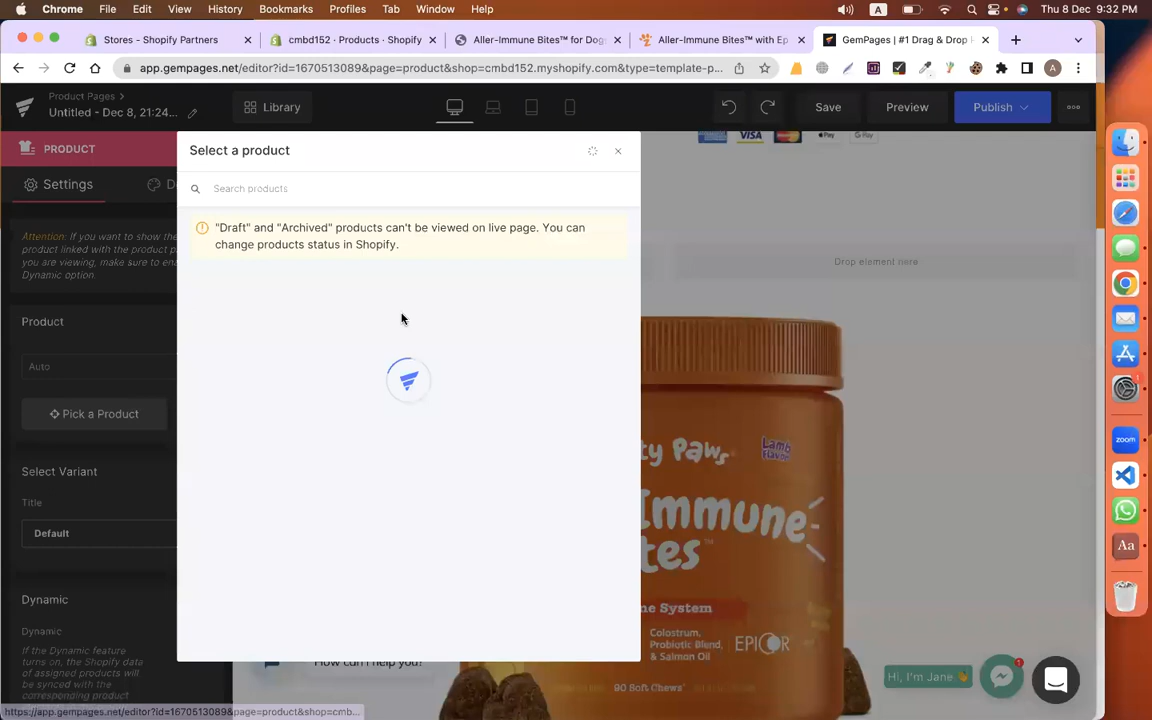 Chrome File Edit View History Bookmarks Profiles Tab Window Help A Thu 8 Dec 9:32 PM
Stores - Shopify Partners
cmbd152 · Products · Shopify
Aller-Immune Bites™ for Dog
Aller-Immune Bites™ with Ep
GemPages | #1 Drag & Drop
app.gempages.net/editor?id=1670513089&page=product&shop=cmbd152.myshopify.com&type=template-p...
A
Product Pages >
Untitled - Dec 8, 21:24...
Library
Save
Preview
Publish
VISA
Pay
G Pay
PRODUCT
Select a product
Settings
Search products
Attention: If you want to show the
product linked with the product p
you are viewing, make sure to en
Dynamic option.
"Draft" and "Archived" products can't be viewed on live page. You can
change products status in Shopify.
Drop element here
Product
Auto
Pick a Product
Select Variant
Title
Default
Dynamic
Dynamic
If the Dynamic feature
turns on, the Shopify data
of assigned products will
be synced with the
corresponding product
ty Paws
Lamb
Flavor
Immune
tes™
ne System
Colostrum,
Probiotic Blend,
& Salmon Oil
EPICOR
90 Soft Chews
How can I help you?
Hi, I'm Jane 👋
1
zoom
Aa
https://app.gempages.net/editor?id=1670513089&page=product&shop=cmb...